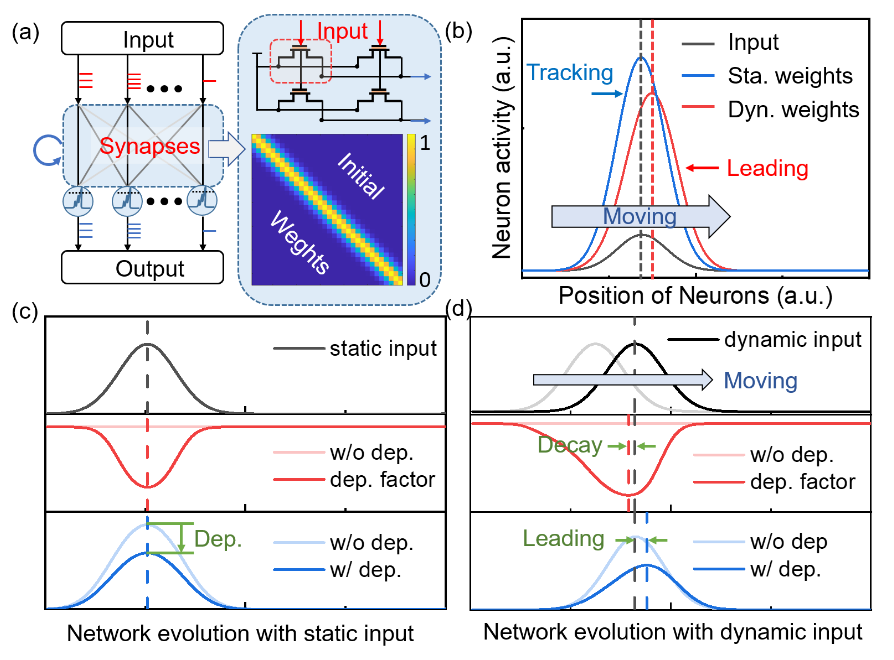 (a)
Input
Synapses
Output
Input
1
Initial
Weghts
0
(b)
Neuron activity (a.u.)
Input
Sta. weights
Dyn. weights
Tracking
Leading
Moving
Position of Neurons (a.u.)
(c)
static input
w/o dep.
dep. factor
Dep.
w/o dep.
w/ dep.
Network evolution with static input
(d)
dynamic input
Moving
Decay
w/o dep.
dep. factor
Leading
w/o dep
w/ dep.
Network evolution with dynamic input